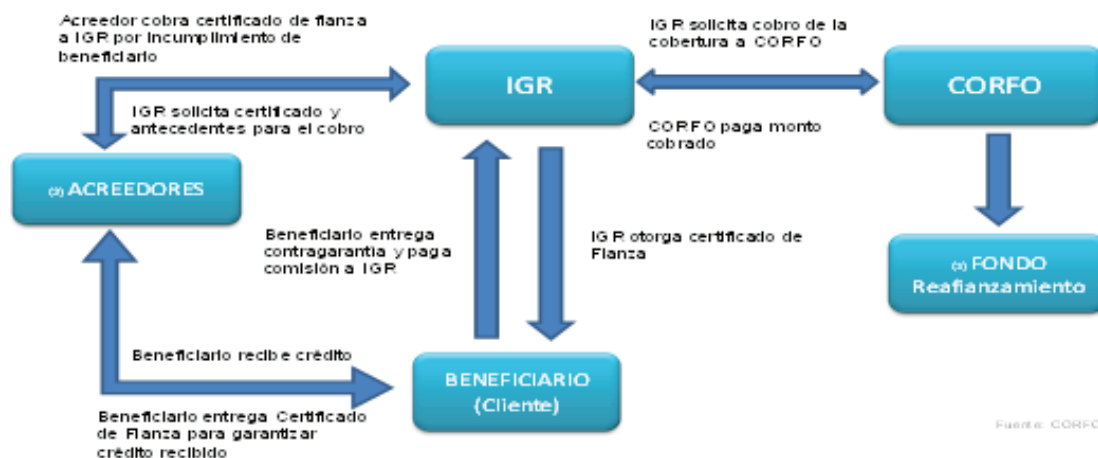 Acreedor cobra certificado de fianza
a IGR por incumplimiento de
beneficiario
IGR solicita cobro de la
cobertura a CORFO
IGR
CORFO
IGR solicita certificado y
antecedentes para el cobro
CORFO paga monto
cobrado
(2) ACREEDORES
Beneficiario entrega
contragarantía y paga
comisión a IGR
IGR otorga certificado de
Fianza
FONDO
Reafianzamiento
Beneficiario recibe crédito
BENEFICIARIO
(Cliente)
Beneficiario entrega Certificado
de Fianza para garantizar
crédito recibido
Fuente: CORFO